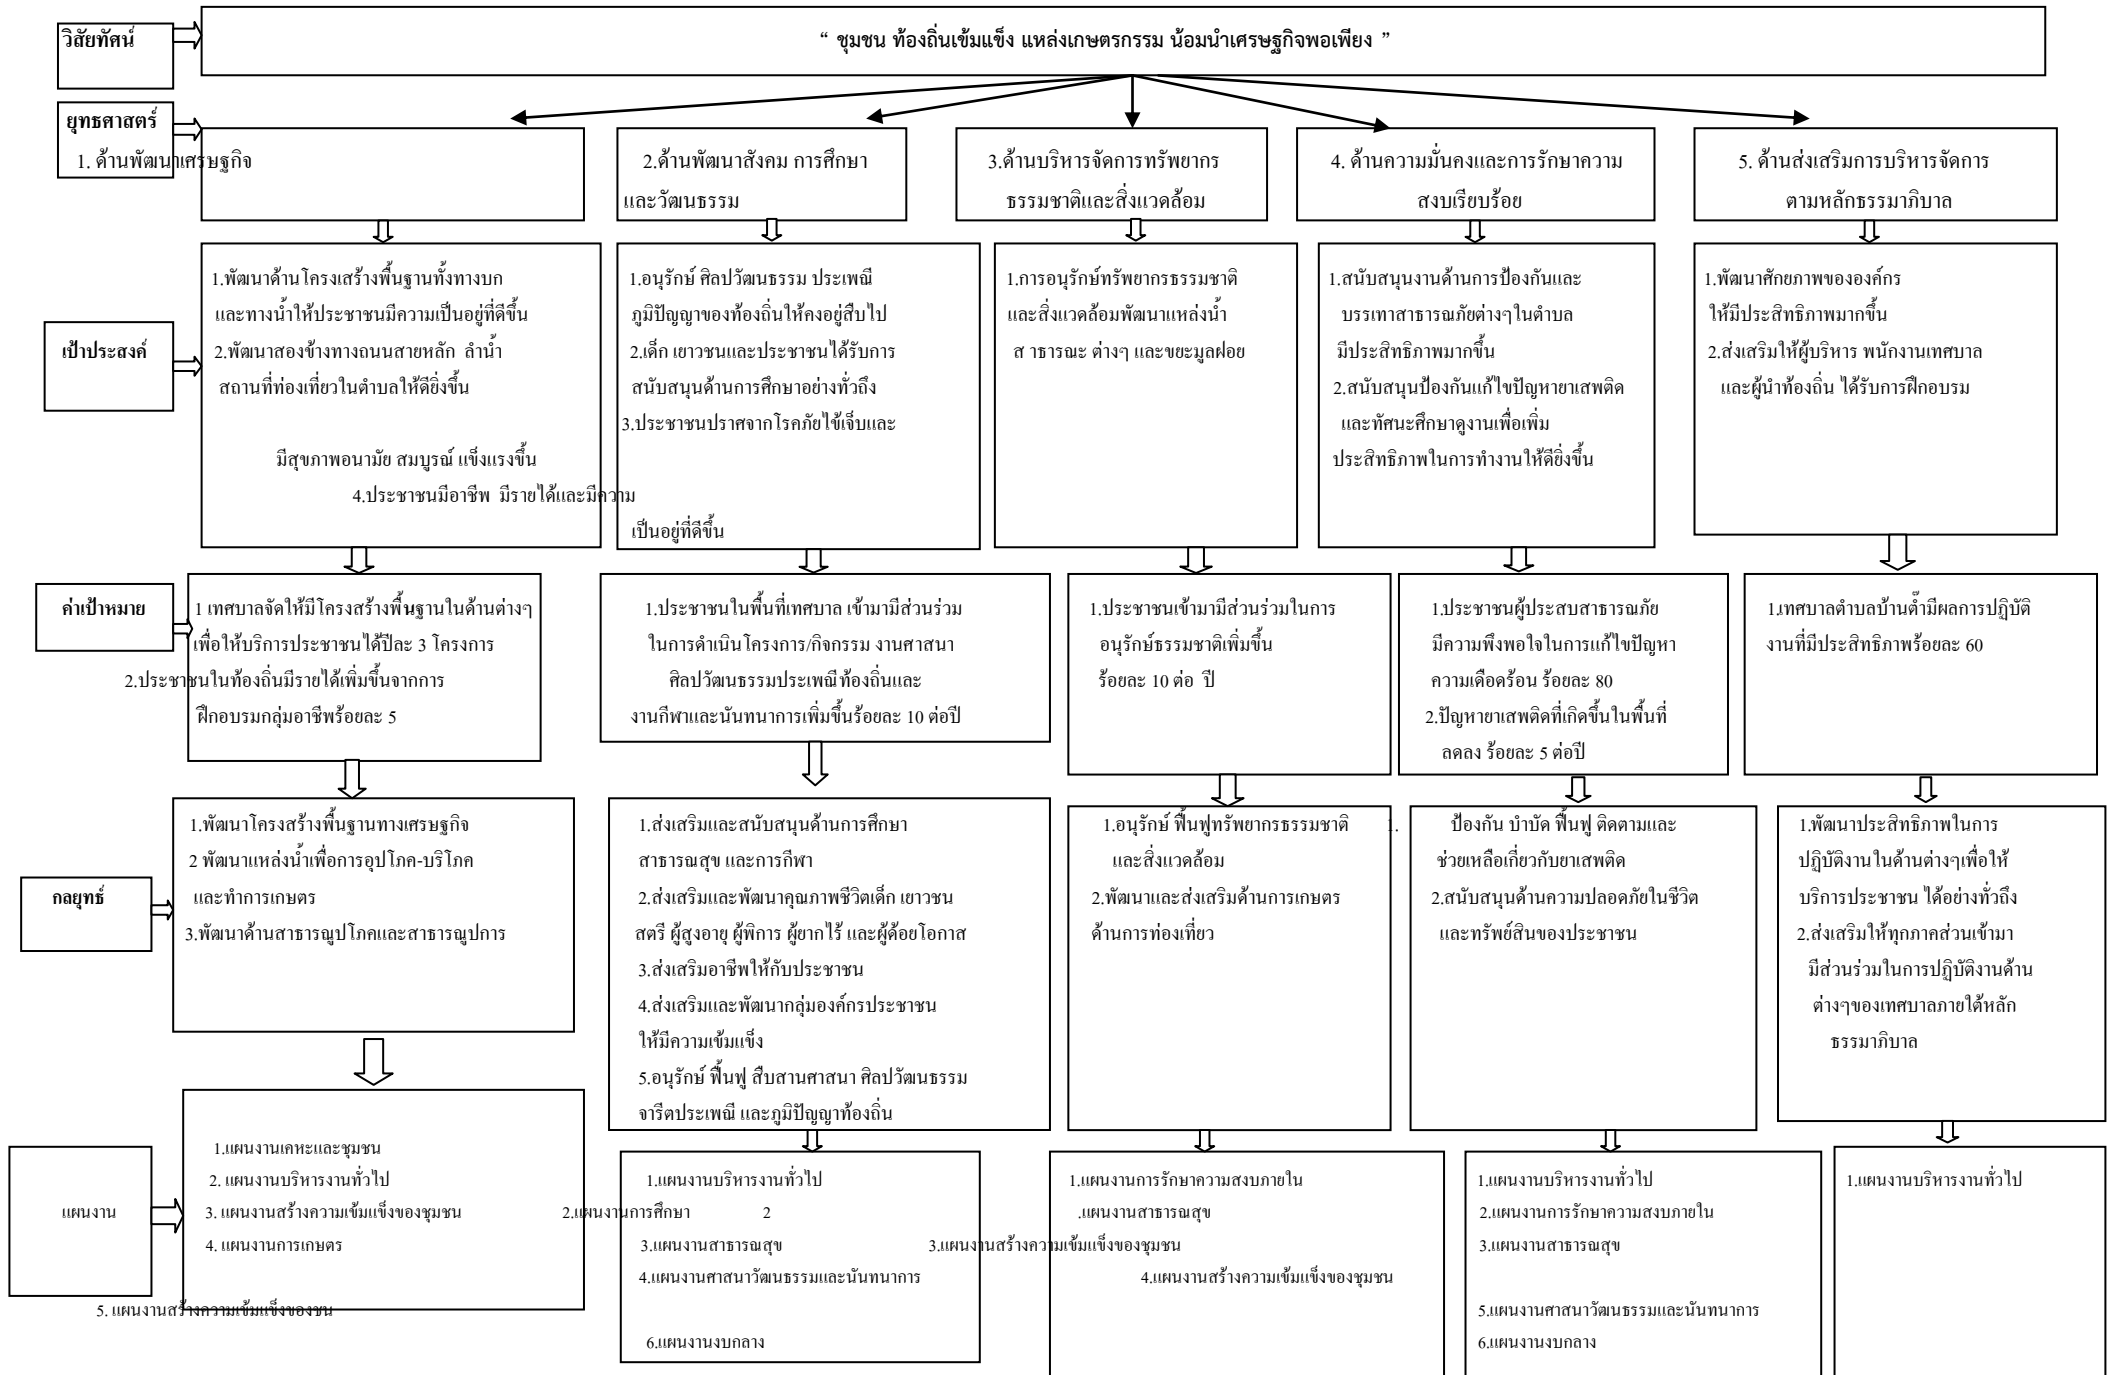 วิสัยทัศน์
“ ชุมชน ท้องถิ่นเข้มแข็ง แหล่งเกษตรกรรม น้อมนำเศรษฐกิจพอเพียง ”
ยุทธศาสตร์
1. ด้านพัฒนาเศรษฐกิจ
2.ด้านพัฒนาสังคม การศึกษา
และวัฒนธรรม
3.ด้านบริหารจัดการทรัพยากร
ธรรมชาติและสิ่งแวดล้อม
4. ด้านความมั่นคงและการรักษาความ
สงบเรียบร้อย
5. ด้านส่งเสริมการบริหารจัดการ
ตามหลักธรรมาภิบาล
เป้าประสงค์
1.พัฒนาด้านโครงเสร้างพื้นฐานทั้งทางบก
และทางน้ำให้ประชาชนมีความเป็นอยู่ที่ดีขึ้น
2.พัฒนาสองข้างทางถนนสายหลัก ลำน้ำ
สถานที่ท่องเที่ยวในตำบลให้ดียิ่งขึ้น
1.อนุรักษ์ ศิลปวัฒนธรรม ประเพณี
ภูมิปัญญาของท้องถิ่นให้คงอยู่สืบไป
2.เด็ก เยาวชนและประชาชนได้รับการ
สนับสนุนด้านการศึกษาอย่างทั่วถึง
3.ประชาชนปราศจากโรคภัยไข้เจ็บและ
มีสุขภาพอนามัย สมบูรณ์ แข็งแรงขึ้น
4.ประชาชนมีอาชีพ มีรายได้และมีความ
เป็นอยู่ที่ดีขึ้น
1.การอนุรักษ์ทรัพยากรธรรมชาติ
และสิ่งแวดล้อมพัฒนาแหล่งน้ำ
ส าธารณะ ต่างๆ และขยะมูลฝอย
1.สนับสนุนงานด้านการป้องกันและ
บรรเทาสาธารณภัยต่างๆในตำบล
มีประสิทธิภาพมากขึ้น
2.สนับสนุนป้องกันแก้ไขปัญหายาเสพติด
และทัศนะศึกษาดูงานเพื่อเพิ่ม
ประสิทธิภาพในการทำงานให้ดียิ่งขึ้น
1.พัฒนาศักยภาพขององค์กร
ให้มีประสิทธิภาพมากขึ้น
2.ส่งเสริมให้ผู้บริหาร พนักงานเทศบาล
และผู้นำท้องถิ่น ได้รับการฝึกอบรม
ค่าเป้าหมาย
1 เทศบาลจัดให้มีโครงสร้างพื้นฐานในด้านต่างๆ
เพื่อให้บริการประชาชนได้ปีละ 3 โครงการ
2.ประชาชนในท้องถิ่นมีรายได้เพิ่มขึ้นจากการ
ฝึกอบรมกลุ่มอาชีพร้อยละ 5
1.ประชาชนในพื้นที่เทศบาล เข้ามามีส่วนร่วม
ในการดำเนินโครงการ/กิจกรรม งานศาสนา
ศิลปวัฒนธรรมประเพณีท้องถิ่นและ
งานกีฬาและนันทนาการเพิ่มขึ้นร้อยละ 10 ต่อปี
1.ประชาชนเข้ามามีส่วนร่วมในการ
อนุรักษ์ธรรมชาติเพิ่มขึ้น
ร้อยละ 10 ต่อ ปี
1.ประชาชนผู้ประสบสาธารณภัย
มีความพึงพอใจในการแก้ไขปัญหา
ความเดือดร้อน ร้อยละ 80
2.ปัญหายาเสพติดที่เกิดขึ้นในพื้นที่
ลดลง ร้อยละ 5 ต่อปี
1.เทศบาลตำบลบ้านต๊ำมีผลการปฏิบัติ
งานที่มีประสิทธิภาพร้อยละ 60
กลยุทธ์
1.พัฒนาโครงสร้างพื้นฐานทางเศรษฐกิจ
2 พัฒนาแหล่งน้ำเพื่อการอุปโภค-บริโภค
และทำการเกษตร
3.พัฒนาด้านสาธารณูปโภคและสาธารณูปการ
1.ส่งเสริมและสนับสนุนด้านการศึกษา
สาธารณสุข และการกีฬา
2.ส่งเสริมและพัฒนาคุณภาพชีวิตเด็ก เยาวชน
สตรี ผู้สูงอายุ ผู้พิการ ผู้ยากไร้ และผู้ด้อยโอกาส
3.ส่งเสริมอาชีพให้กับประชาชน
4.ส่งเสริมและพัฒนากลุ่มองค์กรประชาชน
ให้มีความเข้มแข็ง
5.อนุรักษ์ ฟื้นฟู สืบสานศาสนา ศิลปวัฒนธรรม
จารีตประเพณี และภูมิปัญญาท้องถิ่น
1.อนุรักษ์ ฟื้นฟูทรัพยากรธรรมชาติ
และสิ่งแวดล้อม
2.พัฒนาและส่งเสริมด้านการเกษตร
ด้านการท่องเที่ยว
1. ป้องกัน บำบัด ฟื้นฟู ติดตามและ
ช่วยเหลือเกี่ยวกับยาเสพติด
2.สนับสนุนด้านความปลอดภัยในชีวิต
และทรัพย์สินของประชาชน
1.พัฒนาประสิทธิภาพในการ
ปฏิบัติงานในด้านต่างๆเพื่อให้
บริการประชาชน ได้อย่างทั่วถึง
2.ส่งเสริมให้ทุกภาคส่วนเข้ามา
มีส่วนร่วมในการปฏิบัติงานด้าน
ต่างๆของเทศบาลภายใต้หลัก
ธรรมาภิบาล
แผนงาน
1.แผนงานเคหะและชุมชน
2. แผนงานบริหารงานทั่วไป
3. แผนงานสร้างความเข้มแข็งของชุมชน
4. แผนงานการเกษตร
5. แผนงานสร้างความเข้มแข็งของชน
1.แผนงานบริหารงานทั่วไป
2.แผนงานการศึกษา 2
3.แผนงานสาธารณสุข
4.แผนงานศาสนาวัฒนธรรมและนันทนาการ
6.แผนงานงบกลาง
1.แผนงานการรักษาความสงบภายใน
.แผนงานสาธารณสุข
3.แผนงานสร้างความเข้มแข็งของชุมชน
4.แผนงานสร้างความเข้มแข็งของชุมชน
1.แผนงานบริหารงานทั่วไป
2.แผนงานการรักษาความสงบภายใน
3.แผนงานสาธารณสุข
5.แผนงานศาสนาวัฒนธรรมและนันทนาการ
6.แผนงานงบกลาง
1.แผนงานบริหารงานทั่วไป